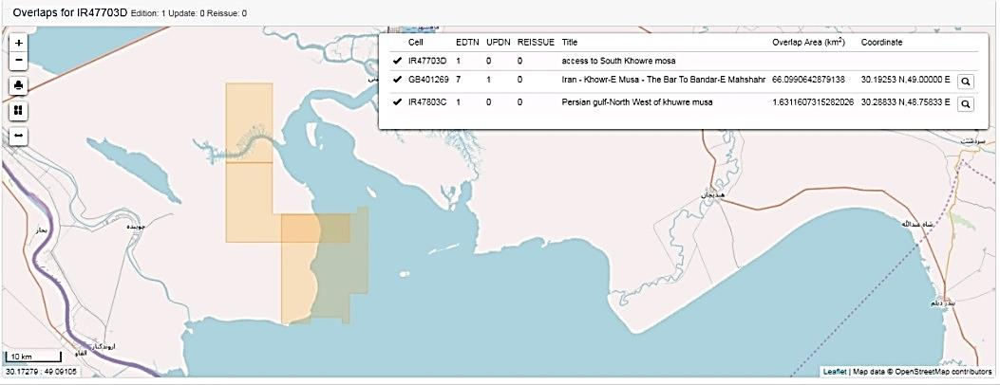 Overlaps for IR47703D Edition: 1 Update: 0 Reissue: 0
Cell EDTN UPDN REISSUE Title Overlap Area (km²) Coordinate
IR47703D 1 0 0 access to South Khowre mosa
GB401269 7 1 0 Iran - Khowr-E Musa - The Bar To Bandar-E Mahshahr 66.0990642879138 30.19253 N,49.00000 E
IR47803C 1 0 0 Persian gulf-North West of khuwre musa 1.6311607315282026 30.28833 N,48.75833 E
+
−
سردشت
هندیجان
شاه عبدالله
چوبیده
بندر دیلم
اروندکنار
الفاو
10 km
30.17279 : 49.09105
Leaflet | Map data © OpenStreetMap contributors